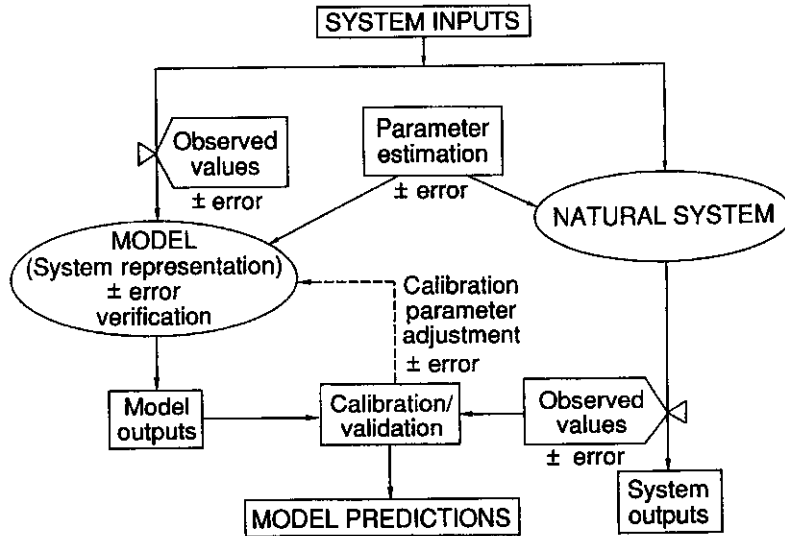 SYSTEM INPUTS
Observed
values
± error
Parameter
estimation
± error
NATURAL SYSTEM
MODEL
(System representation)
± error
verification
Calibration
parameter
adjustment
± error
Model
outputs
Calibration/
validation
Observed
values
± error
System
outputs
MODEL PREDICTIONS